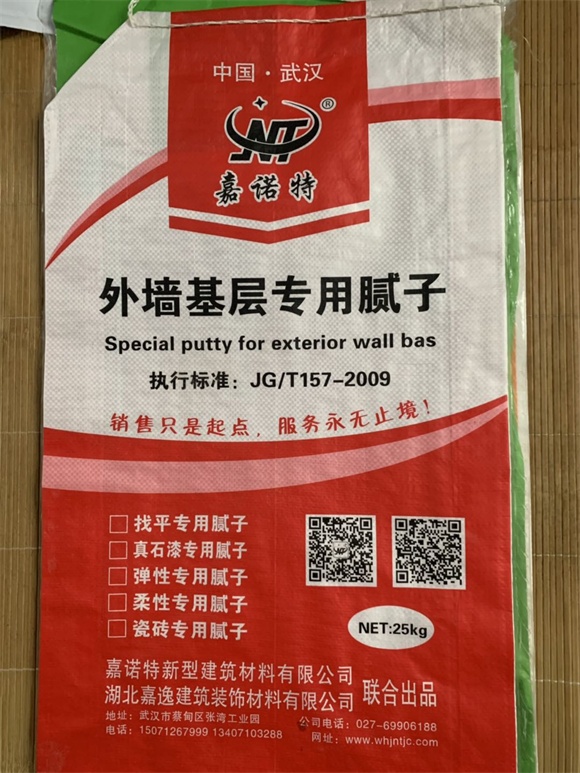 中国·武汉
JNT®
嘉诺特
外墙基层专用腻子
Special putty for exterior wall bas
执行标准：JG/T157-2009
销售只是起点，服务永无止境！
找平专用腻子
真石漆专用腻子
弹性专用腻子
柔性专用腻子
瓷砖专用腻子
NET:25kg
嘉诺特新型建筑材料有限公司
湖北嘉逸建筑装饰材料有限公司
联合出品
地址：武汉市蔡甸区张湾工业园
公司电话：027-69906188
电话：15071267999 13407103288
网址：www.whjntjc.com